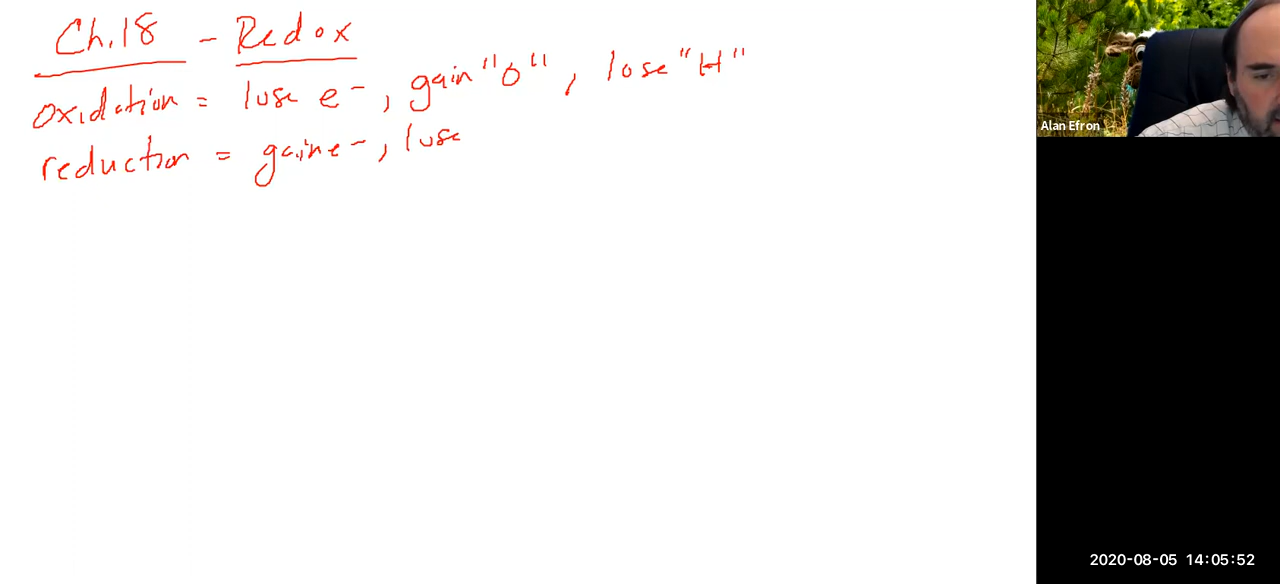 Ch.18 - Redox
oxidation = lose e⁻, gain "O", lose "H"
reduction = gain e⁻, lose
Alan Efron
2020-08-05 14:05:52